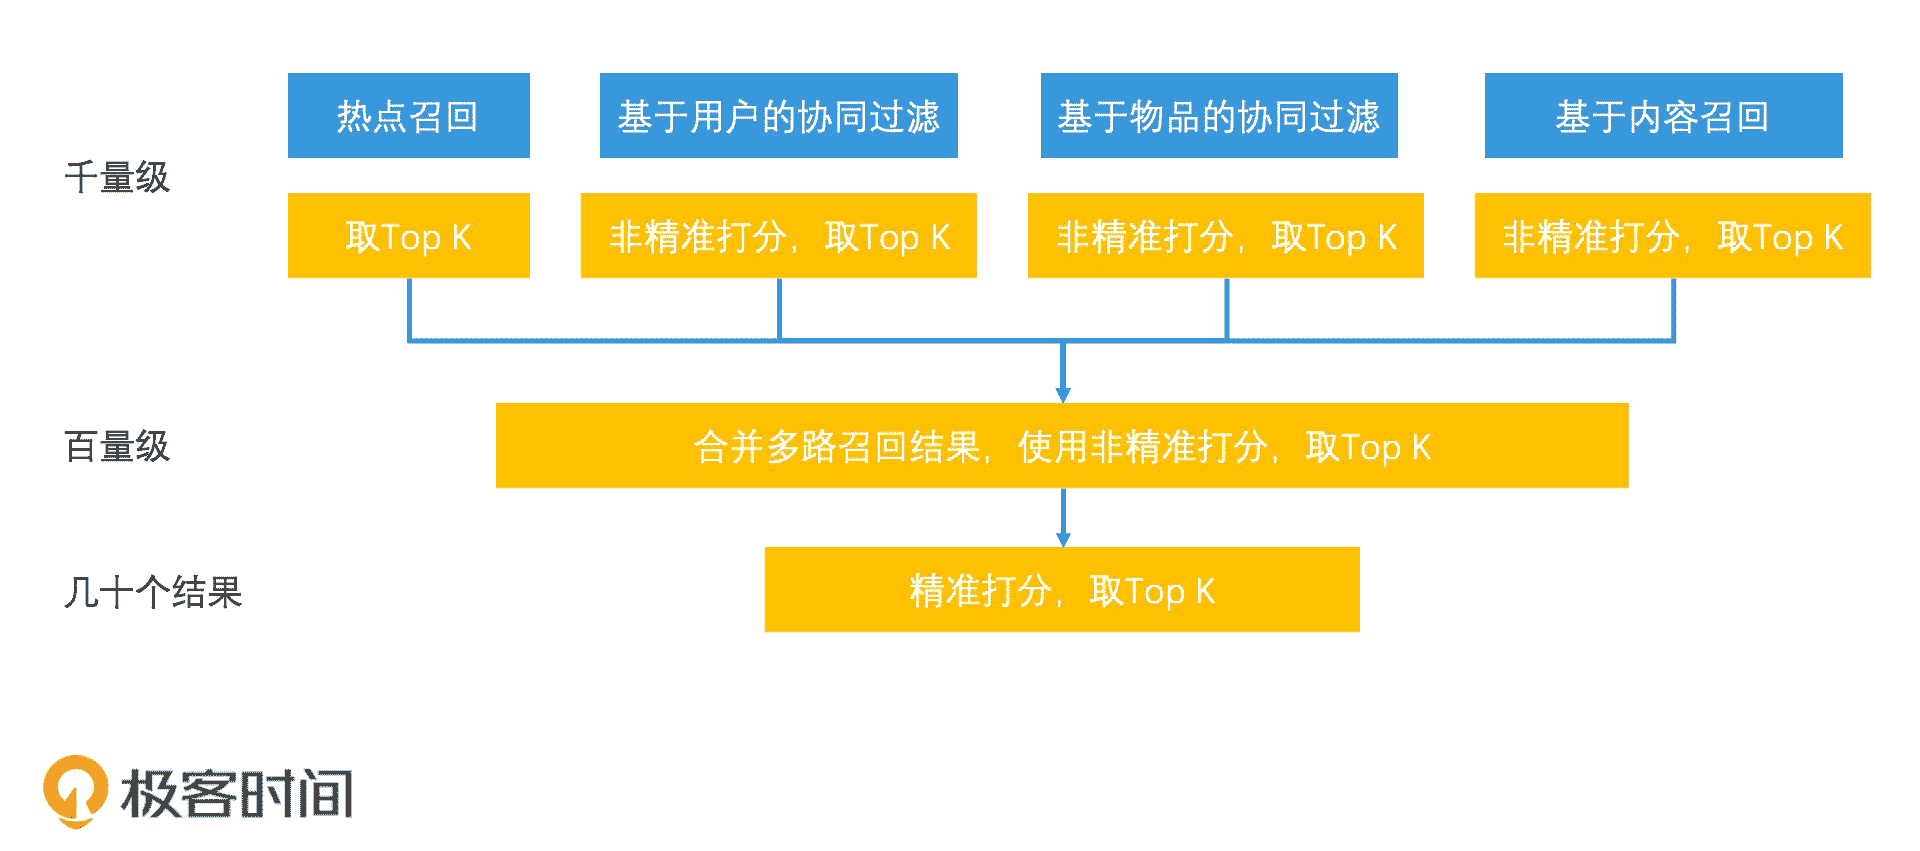 热点召回
基于用户的协同过滤
基于物品的协同过滤
基于内容召回
千量级
取Top K
非精准打分，取Top K
非精准打分，取Top K
非精准打分，取Top K
百量级
合并多路召回结果，使用非精准打分，取Top K
几十个结果
精准打分，取Top K
极客时间